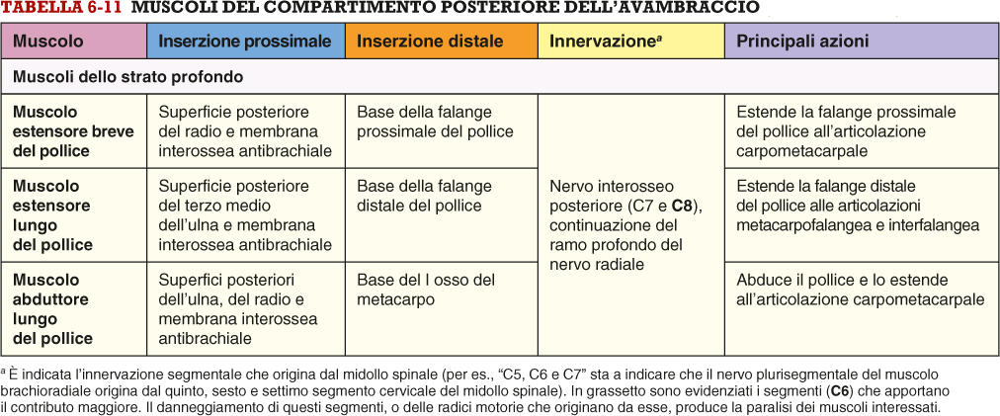 TABELLA 6-11 MUSCOLI DEL COMPARTIMENTO POSTERIORE DELL'AVAMBRACCIO
Muscolo
Inserzione prossimale
Inserzione distale
Innervazioneª
Principali azioni
Muscoli dello strato profondo
Muscolo
estensore breve
del pollice
Superficie posteriore
del radio e membrana
interossea antibrachiale
Base della falange
prossimale del pollice
Nervo interosseo
posteriore (C7 e C8),
continuazione del
ramo profondo del
nervo radiale
Estende la falange prossimale
del pollice all'articolazione
carpometacarpale
Muscolo
estensore
lungo
del pollice
Superficie posteriore
del terzo medio
dell'ulna e membrana
interossea antibrachiale
Base della falange
distale del pollice
Estende la falange distale
del pollice alle articolazioni
metacarpofalangea e interfalangea
Muscolo
abduttore
lungo
del pollice
Superfici posteriori
dell'ulna, del radio e
membrana interossea
antibrachiale
Base del I osso del
metacarpo
Abduce il pollice e lo estende
all'articolazione carpometacarpale
ª È indicata l'innervazione segmentale che origina dal midollo spinale (per es., “C5, C6 e C7” sta a indicare che il nervo plurisegmentale del muscolo
brachioradiale origina dal quinto, sesto e settimo segmento cervicale del midollo spinale). In grassetto sono evidenziati i segmenti (C6) che apportano
il contributo maggiore. Il danneggiamento di questi segmenti, o delle radici motorie che originano da esse, produce la paralisi dei muscoli interessati.